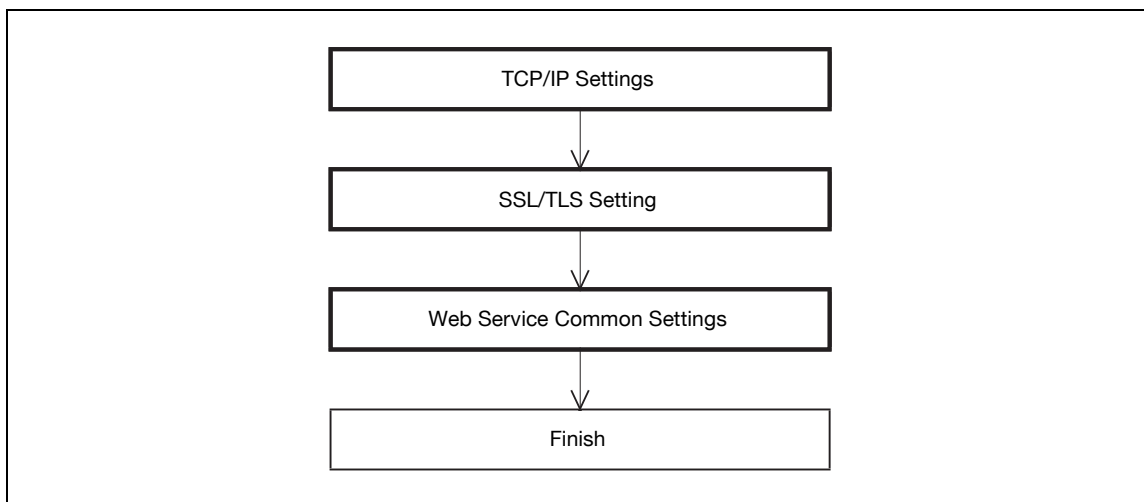 TCP/IP Settings
SSL/TLS Setting
Web Service Common Settings
Finish